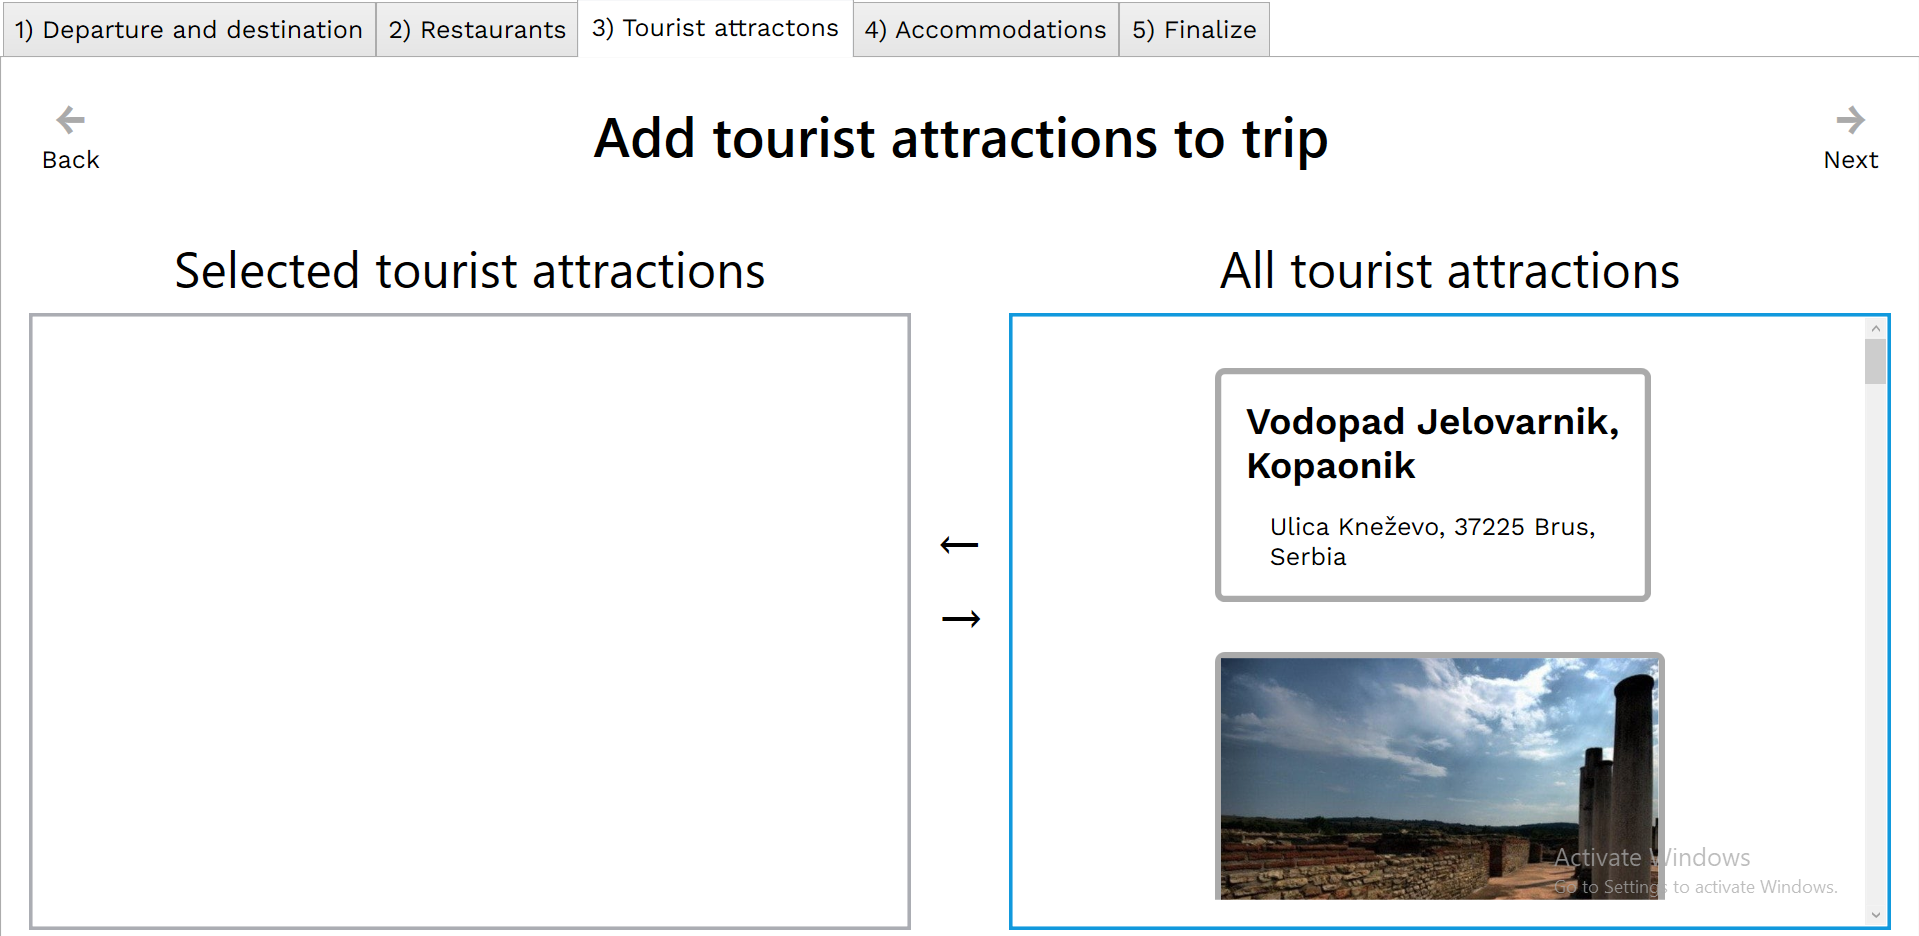 1) Departure and destination
2) Restaurants
3) Tourist attractons
4) Accommodations
5) Finalize
Back
Add tourist attractions to trip
Next
Selected tourist attractions
All tourist attractions
Vodopad Jelovarnik,
Kopaonik
Ulica Kneževo, 37225 Brus,
Serbia
Activate Windows
Go to Settings to activate Windows.